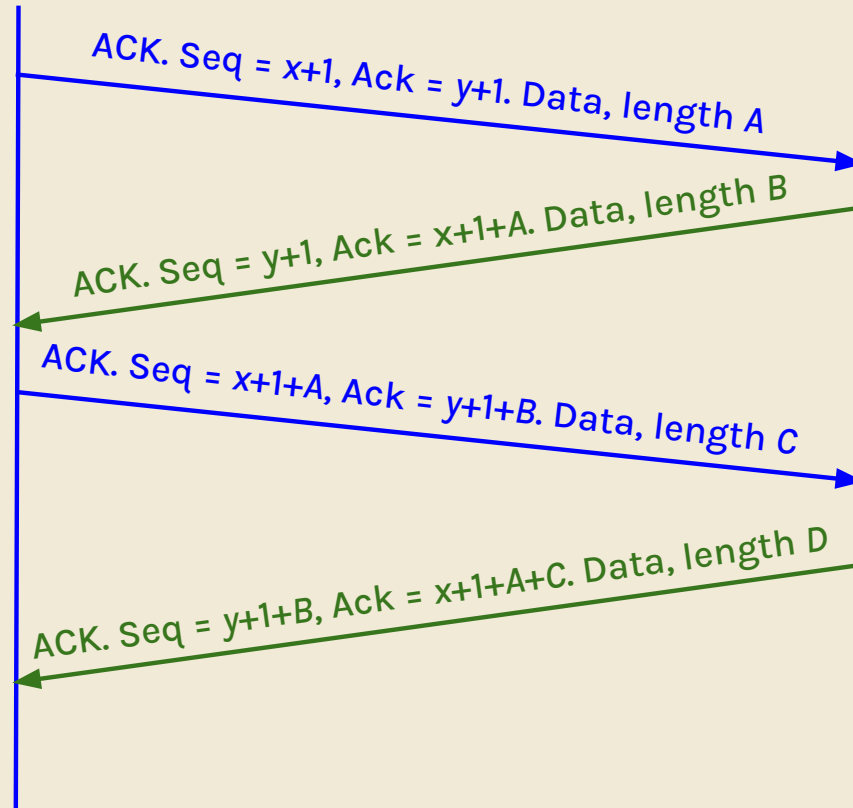 ACK. Seq = x+1, Ack = y+1. Data, length A
ACK. Seq = y+1, Ack = x+1+A. Data, length B
ACK. Seq = x+1+A, Ack = y+1+B. Data, length C
ACK. Seq = y+1+B, Ack = x+1+A+C. Data, length D